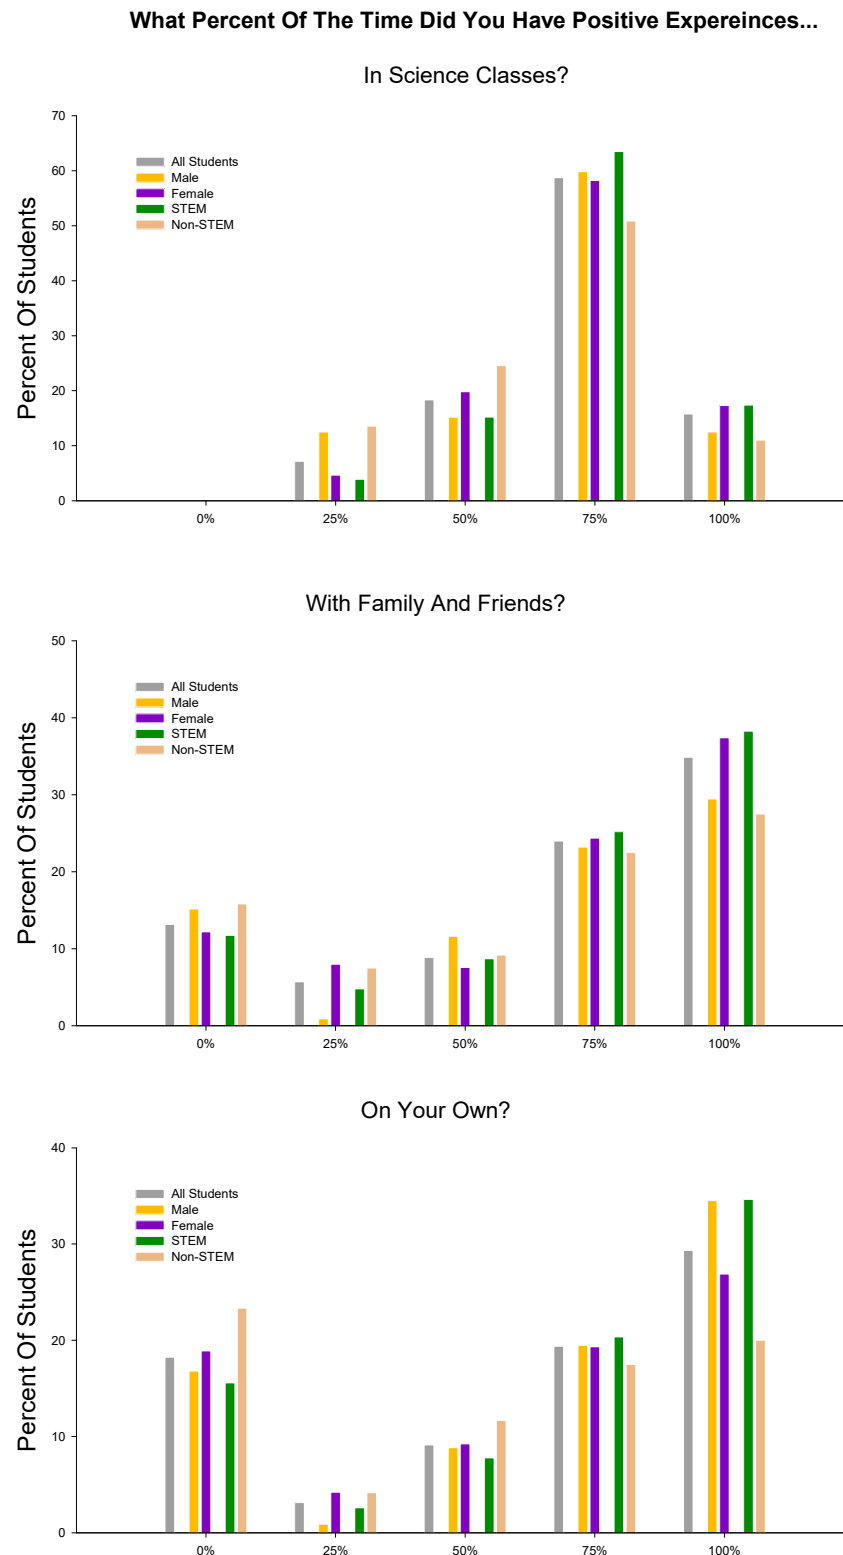 What Percent Of The Time Did You Have Positive Expereinces...
In Science Classes?
Percent Of Students
70
60
50
40
30
20
10
0
All Students
Male
Female
STEM
Non-STEM
0% 25% 50% 75% 100%
With Family And Friends?
Percent Of Students
50
40
30
20
10
0
All Students
Male
Female
STEM
Non-STEM
0% 25% 50% 75% 100%
On Your Own?
Percent Of Students
40
30
20
10
0
All Students
Male
Female
STEM
Non-STEM
0% 25% 50% 75% 100%